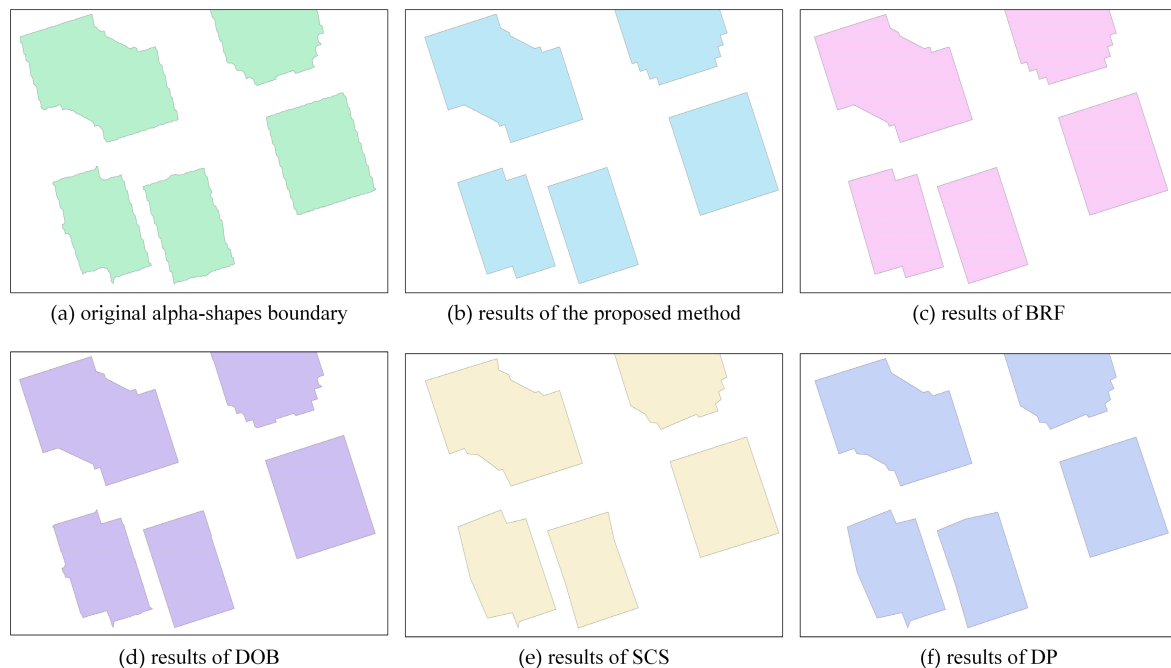 (a) original alpha-shapes boundary
(b) results of the proposed method
(c) results of BRF
(d) results of DOB
(e) results of SCS
(f) results of DP